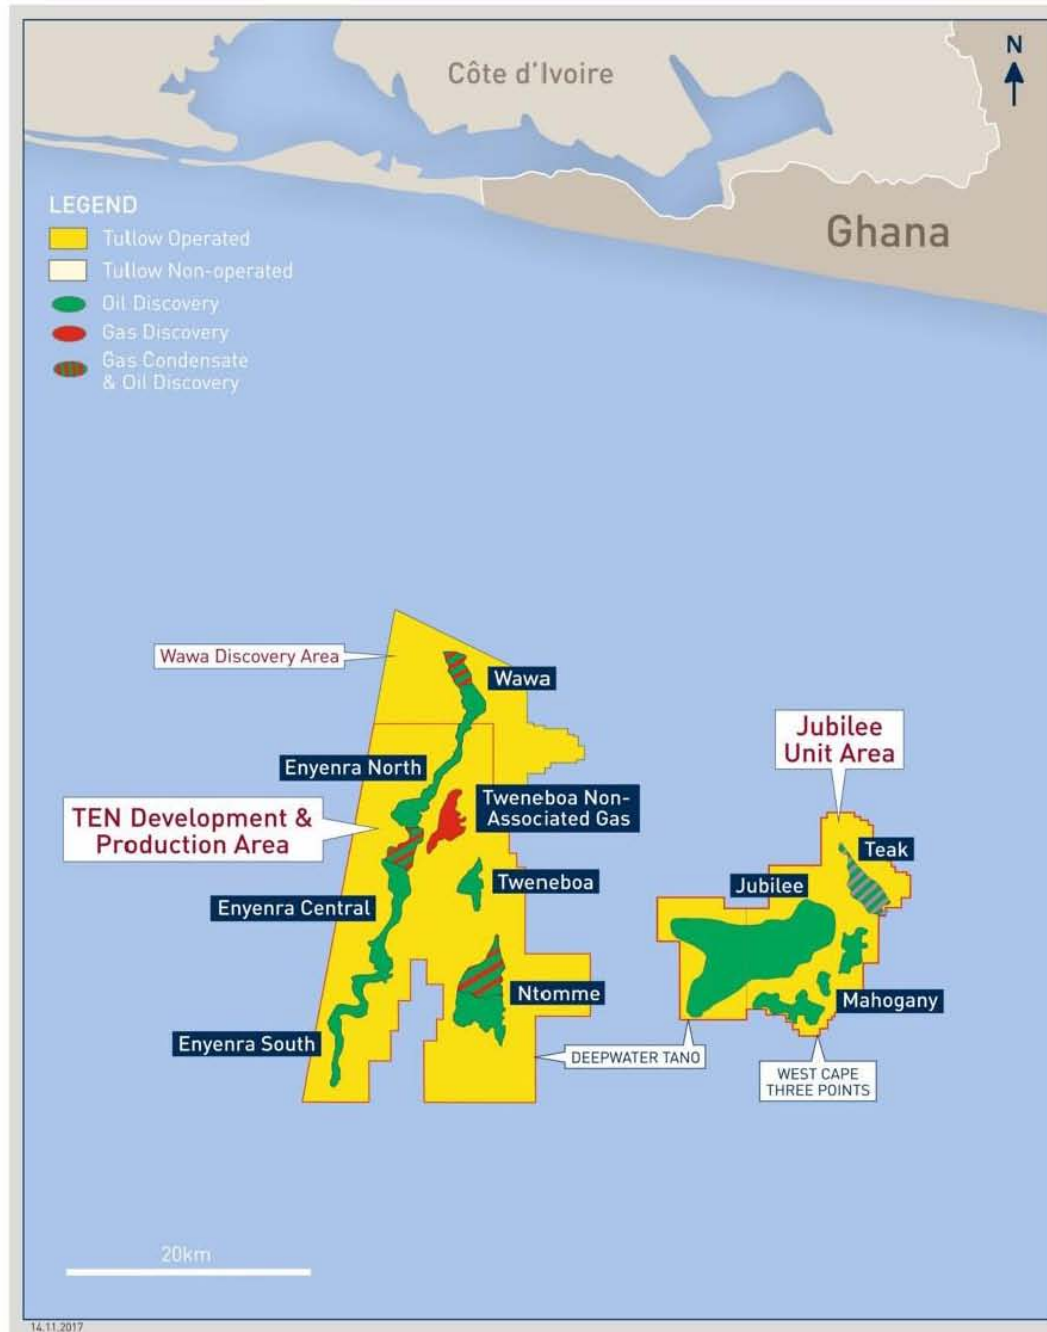 Côte d'Ivoire
N
Ghana
LEGEND
Tullow Operated
Tullow Non-operated
Oil Discovery
Gas Discovery
Gas Condensate
& Oil Discovery
Wawa Discovery Area
Wawa
Enyenra North
TEN Development &
Production Area
Tweneboa Non-
Associated Gas
Tweneboa
Enyenra Central
Ntomme
Enyenra South
Jubilee
Unit Area
Teak
Jubilee
Mahogany
DEEPWATER TANO
WEST CAPE
THREE POINTS
20km
14.11.2017